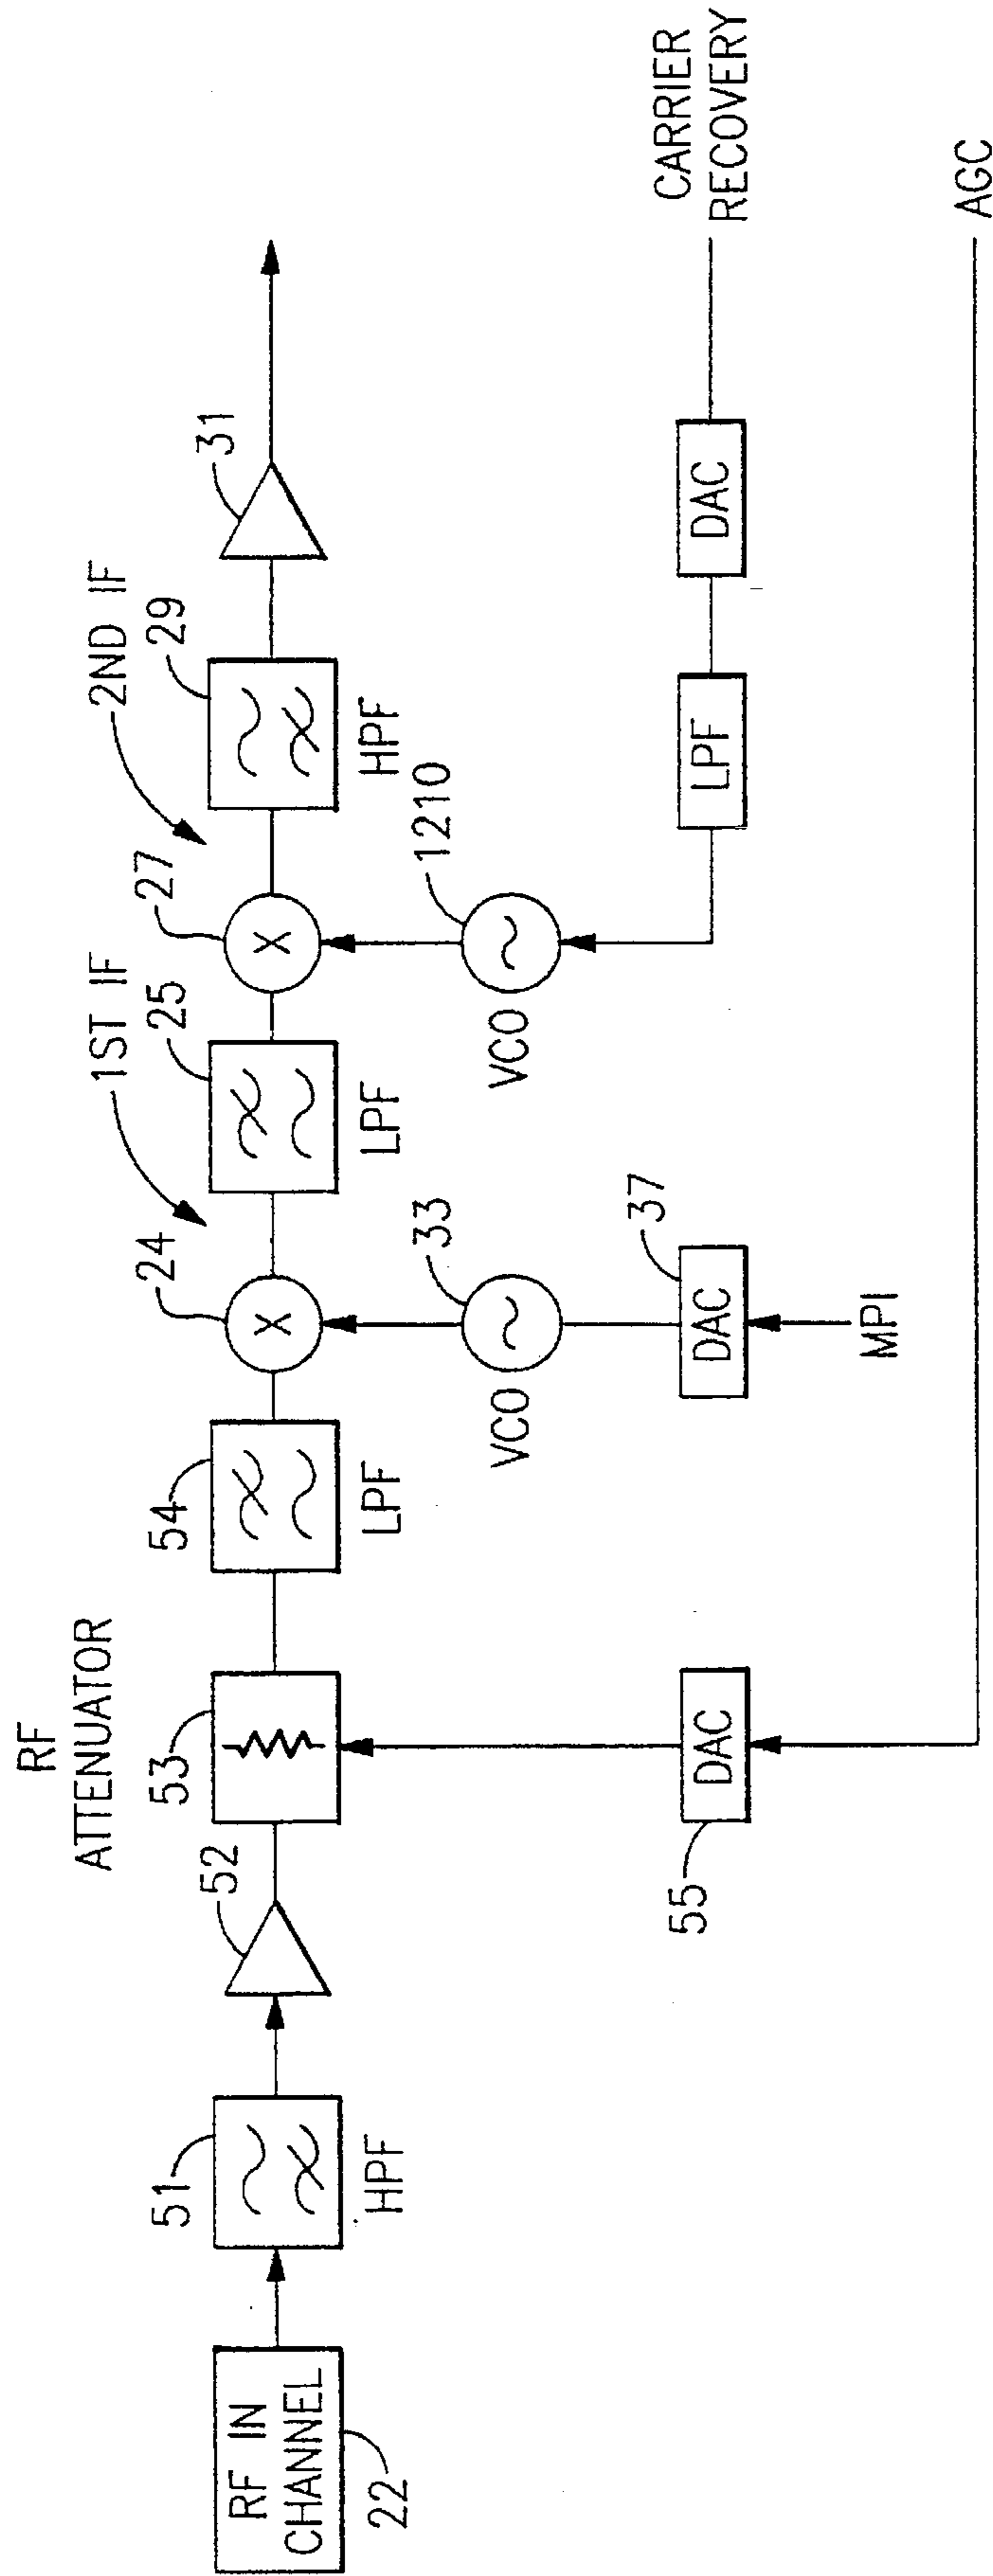 RF IN
CHANNEL
22
51
HPF
52
RF
ATTENUATOR
53
DAC
55
54
LPF
24
X
1ST IF
VCO
33
DAC
37
MPI
25
LPF
27
X
2ND IF
VCO
1210
29
HPF
31
LPF
DAC
CARRIER
RECOVERY
AGC